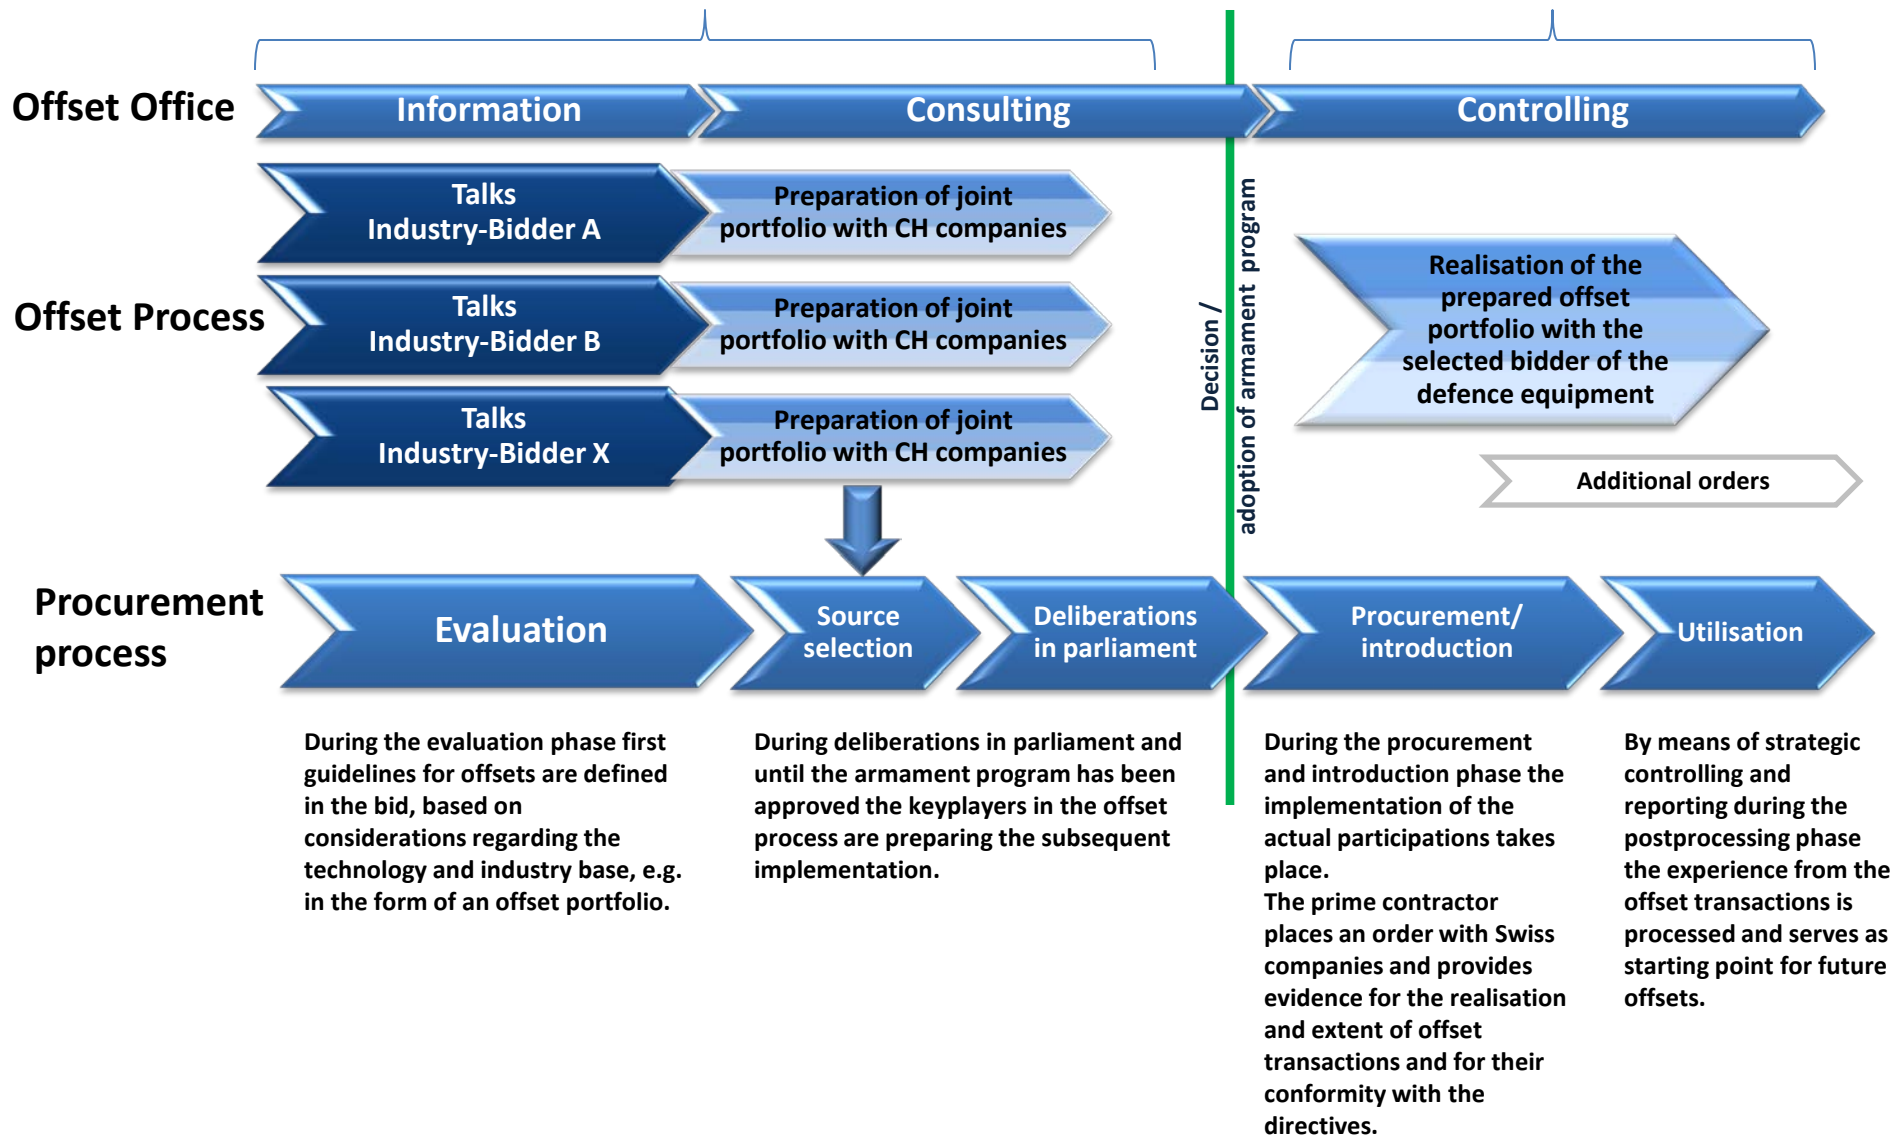 Offset Office
Information
Consulting
Controlling
Offset Process
Talks
Industry-Bidder A
Preparation of joint
portfolio with CH companies
Talks
Industry-Bidder B
Preparation of joint
portfolio with CH companies
Talks
Industry-Bidder X
Preparation of joint
portfolio with CH companies
Decision /
adoption of armament program
Realisation of the
prepared offset
portfolio with the
selected bidder of the
defence equipment
Additional orders
Procurement
process
Evaluation
Source
selection
Deliberations
in parliament
Procurement/
introduction
Utilisation
During the evaluation phase first
guidelines for offsets are defined
in the bid, based on
considerations regarding the
technology and industry base, e.g.
in the form of an offset portfolio.
During deliberations in parliament and
until the armament program has been
approved the keyplayers in the offset
process are preparing the subsequent
implementation.
During the procurement
and introduction phase the
implementation of the
actual participations takes
place.
The prime contractor
places an order with Swiss
companies and provides
evidence for the realisation
and extent of offset
transactions and for their
conformity with the
directives.
By means of strategic
controlling and
reporting during the
postprocessing phase
the experience from the
offset transactions is
processed and serves as
starting point for future
offsets.